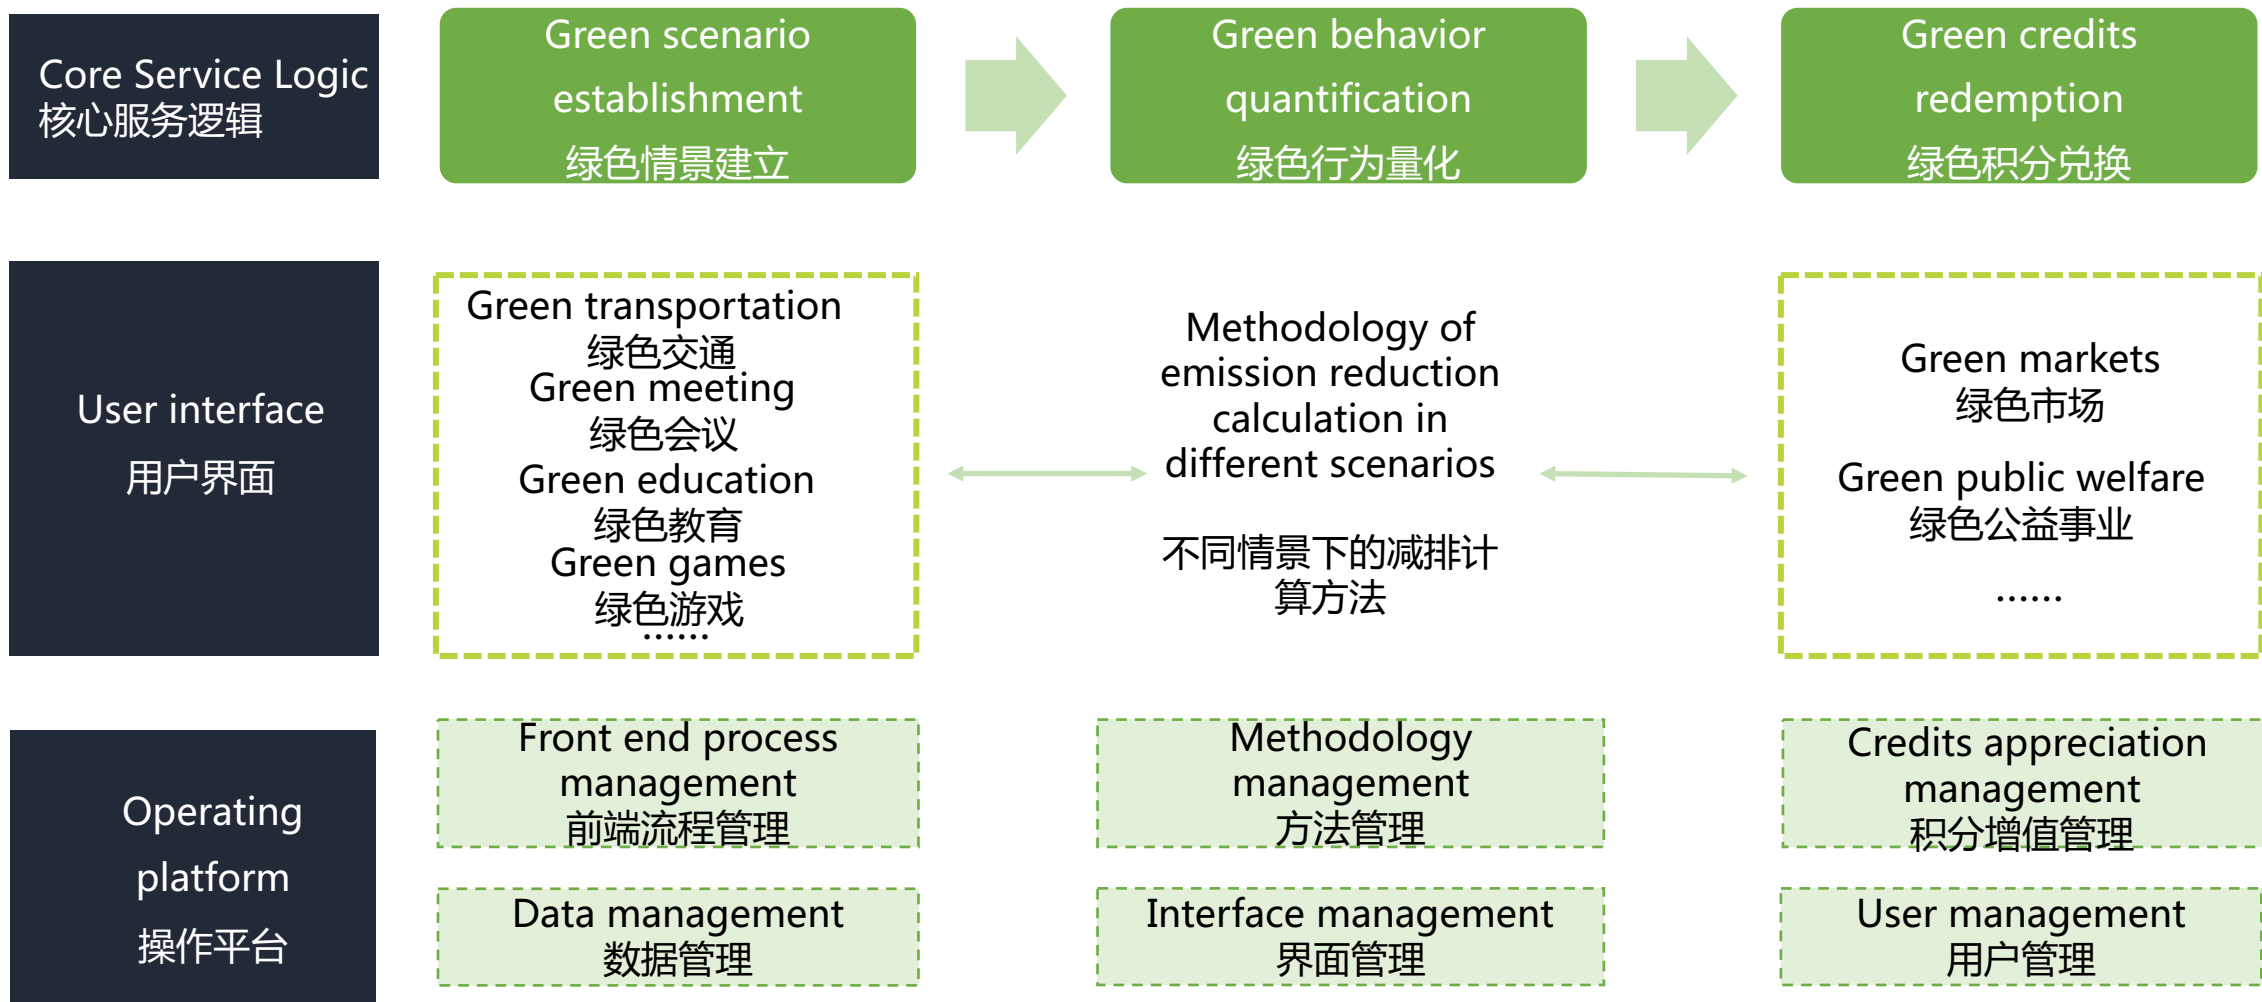 Core Service Logic
核心服务逻辑
Green scenario
establishment
绿色情景建立
Green behavior
quantification
绿色行为量化
Green credits
redemption
绿色积分兑换
User interface
用户界面
Green transportation
绿色交通
Green meeting
绿色会议
Green education
绿色教育
Green games
绿色游戏
......
Methodology of
emission reduction
calculation in
different scenarios
不同情景下的减排计
算方法
Green markets
绿色市场
Green public welfare
绿色公益事业
......
Operating
platform
操作平台
Front end process
management
前端流程管理
Methodology
management
方法管理
Credits appreciation
management
积分增值管理
Data management
数据管理
Interface management
界面管理
User management
用户管理